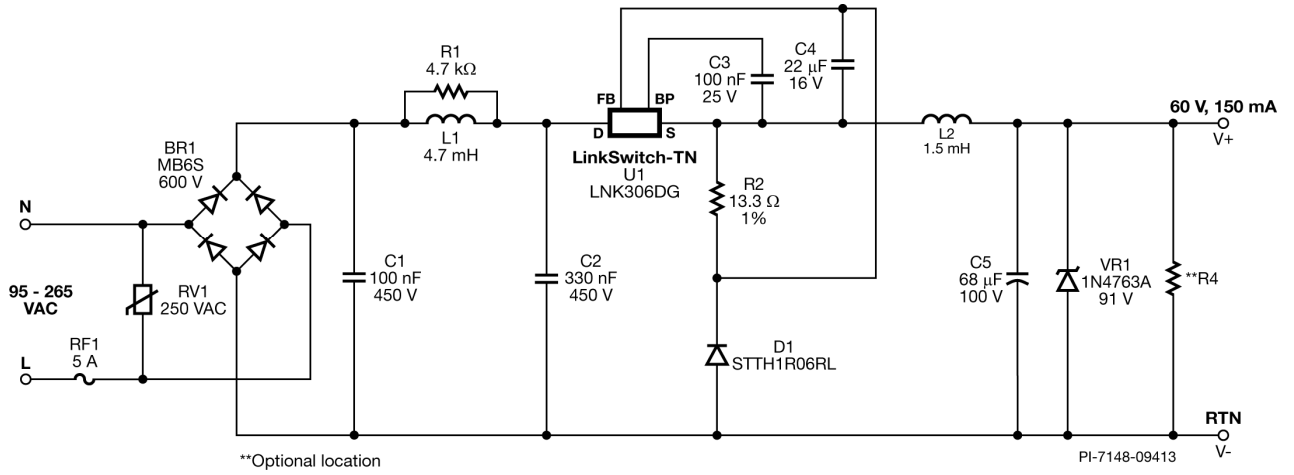 R1
4.7 kΩ
L1
4.7 mH
BR1
MB6S
600 V
N
95 - 265
VAC
L
RF1
5 A
RV1
250 VAC
C1
100 nF
450 V
C2
330 nF
450 V
FB
BP
D
S
LinkSwitch-TN
U1
LNK306DG
C3
100 nF
25 V
C4
22 µF
16 V
R2
13.3 Ω
1%
D1
STTH1R06RL
L2
1.5 mH
C5
68 µF
100 V
VR1
1N4763A
91 V
**R4
60 V, 150 mA
V+
RTN
V-
**Optional location
PI-7148-09413